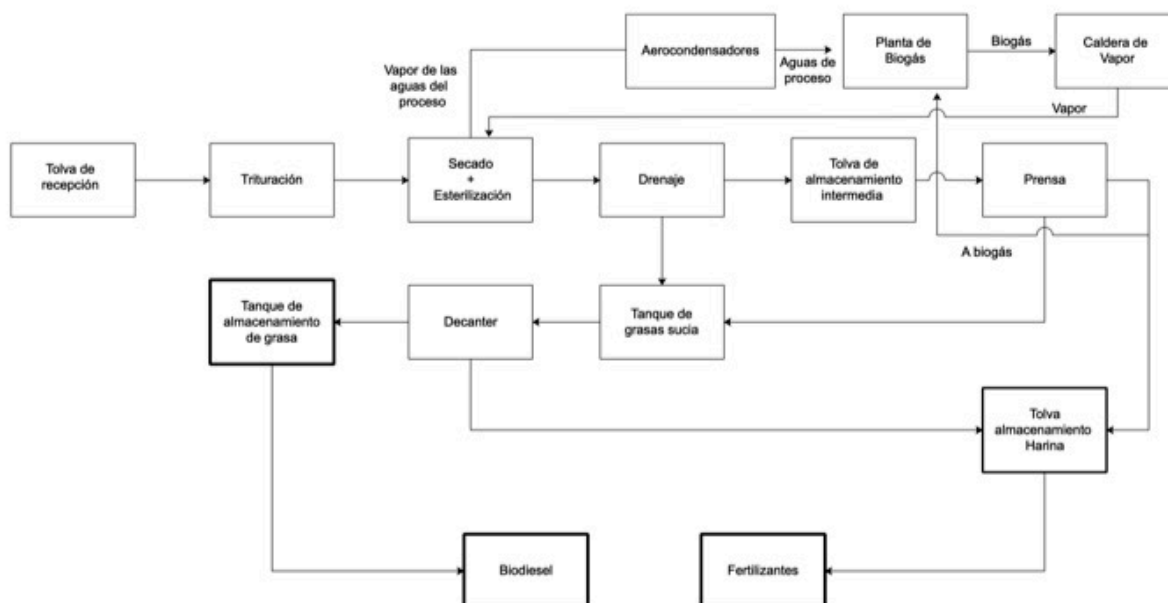 Aerocondensadores
Planta de
Biogás
Biogás
Caldera de
Vapor
Vapor de las
aguas del
proceso
Aguas de
proceso
Vapor
Tolva de
recepción
Trituración
Secado
+
Esterilización
Drenaje
Tolva de
almacenamiento
intermedia
Prensa
A biogás
Tanque de
almacenamiento
de grasa
Decanter
Tanque de
grasas sucia
Tolva
almacenamiento
Harina
Biodiesel
Fertilizantes